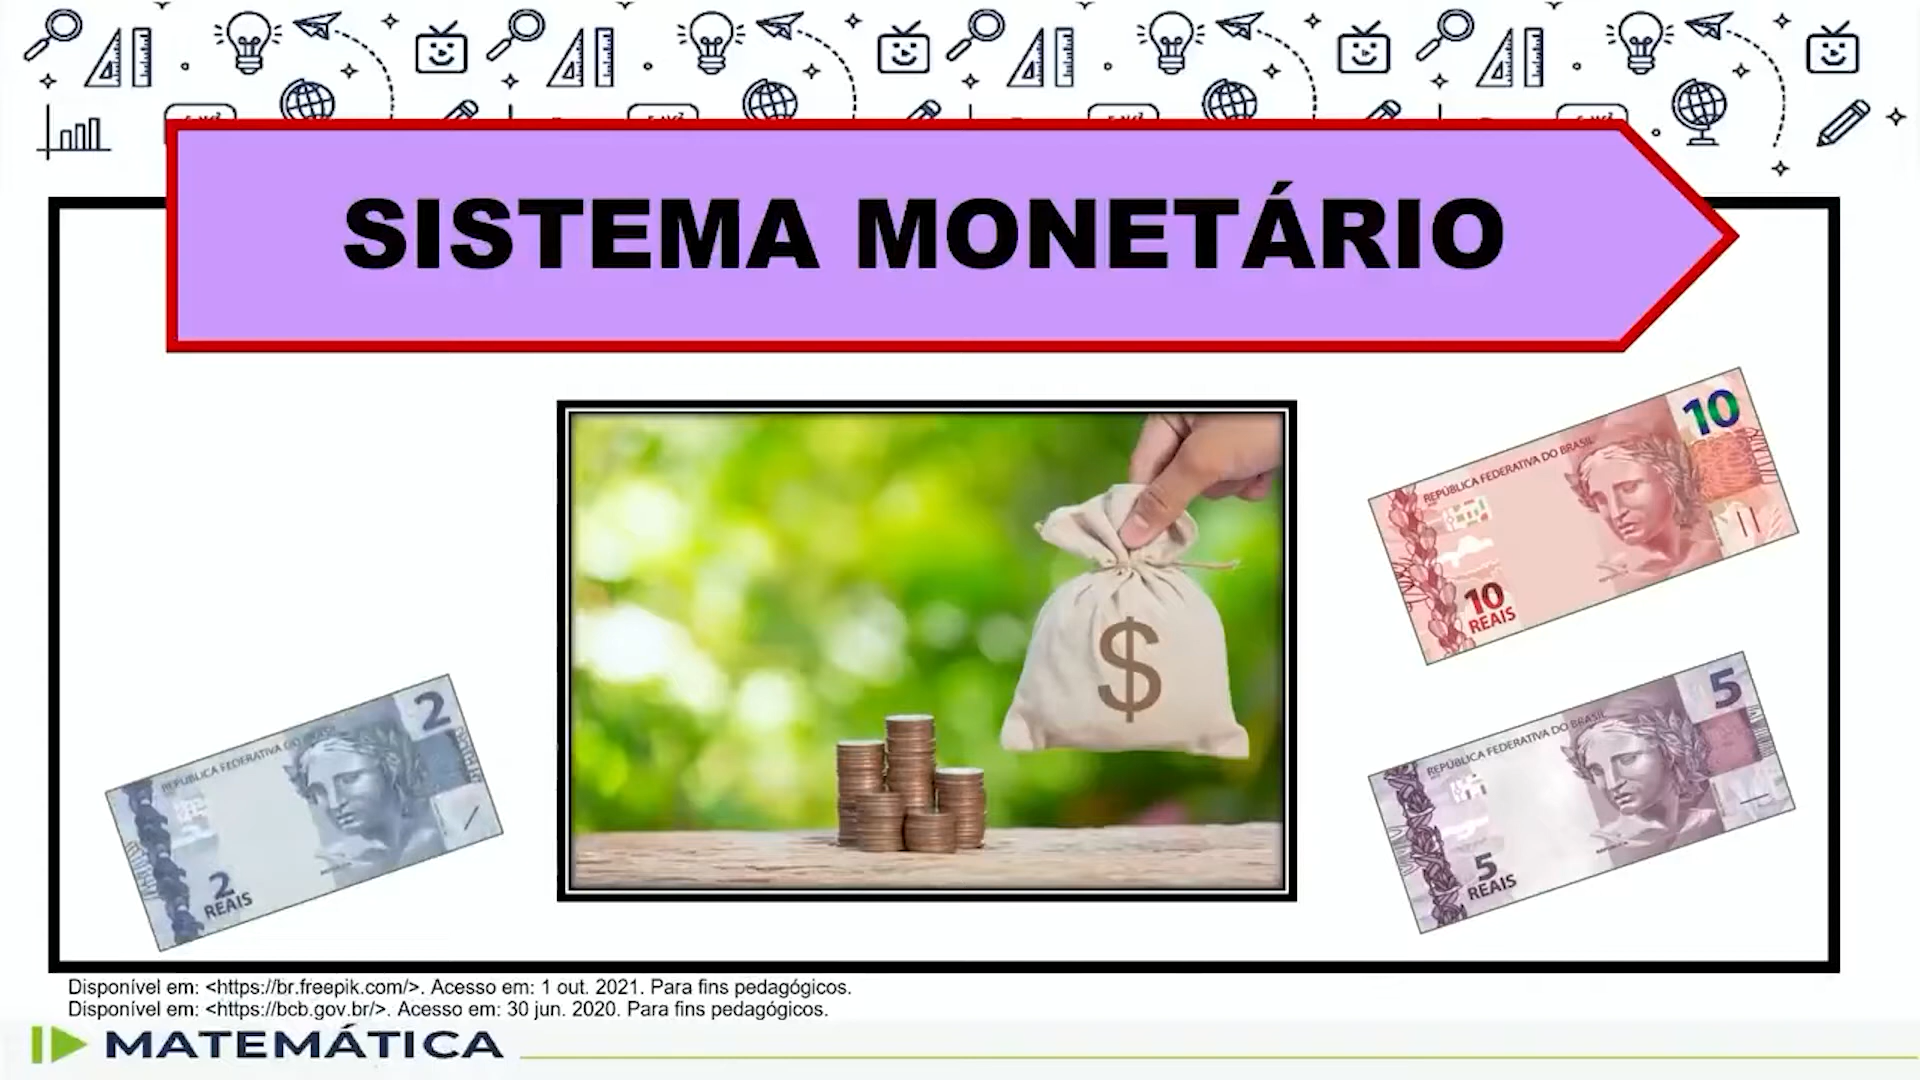 SISTEMA MONETÁRIO
10
REPÚBLICA FEDERATIVA DO BRASIL
10
REAIS
$
2
REPÚBLICA FEDERATIVA DO BRASIL
2
REAIS
5
REPÚBLICA FEDERATIVA DO BRASIL
5
REAIS
Disponível em: <https://br.freepik.com/>. Acesso em: 1 out. 2021. Para fins pedagógicos.
Disponível em: <https://bcb.gov.br/>. Acesso em: 30 jun. 2020. Para fins pedagógicos.
MATEMÁTICA